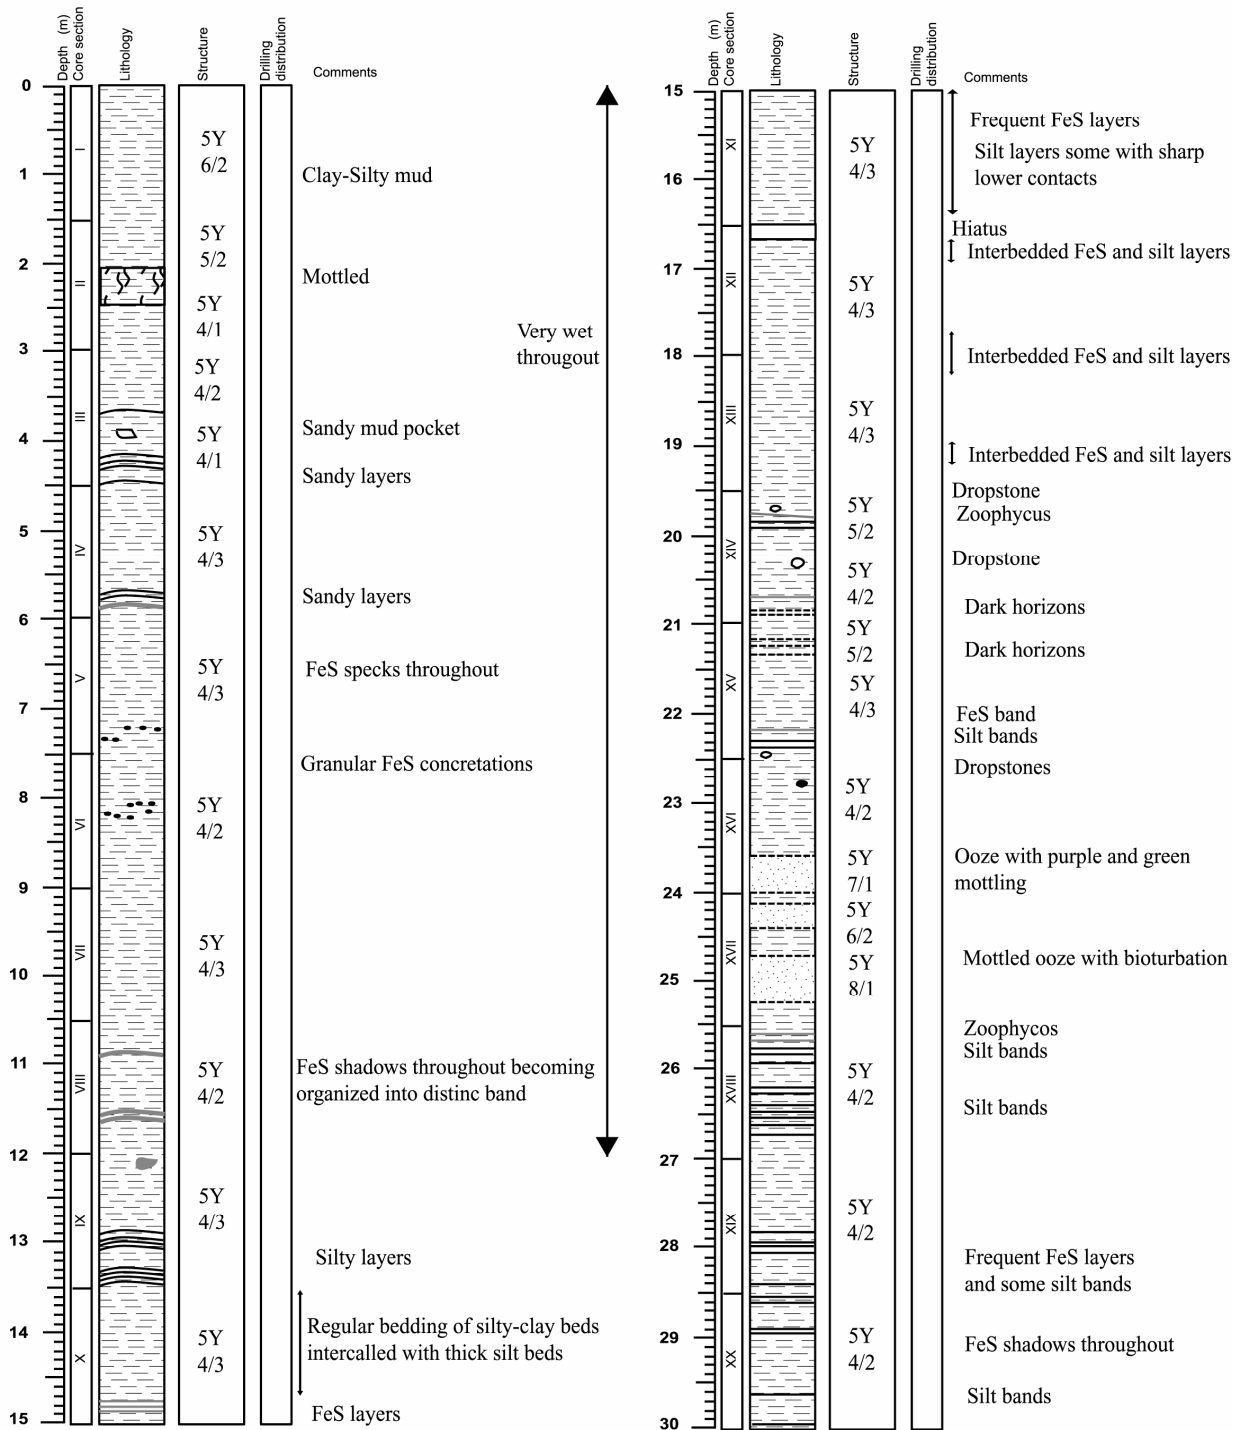 Depth (m)
Core section
Lithology
Structure
Drilling
distribution
Comments
0
1
2
3
4
5
6
7
8
9
10
11
12
13
14
15
I
II
III
IV
V
VI
VII
VIII
IX
X
5Y
6/2
5Y
5/2
5Y
4/1
5Y
4/2
5Y
4/1
5Y
4/3
5Y
4/3
5Y
4/2
5Y
4/3
5Y
4/2
5Y
4/3
5Y
4/3
Clay-Silty mud
Mottled
Sandy mud pocket
Sandy layers
Sandy layers
FeS specks throughout
Granular FeS concretations
FeS shadows throughout becoming
organized into distinc band
Silty layers
Regular bedding of silty-clay beds
intercalled with thick silt beds
FeS layers
Very wet
througout
Depth (m)
Core section
Lithology
Structure
Drilling
distribution
Comments
15
16
17
18
19
20
21
22
23
24
25
26
27
28
29
30
XI
XII
XIII
XIV
XV
XVI
XVII
XVIII
XIX
XX
5Y
4/3
5Y
4/3
5Y
4/3
5Y
5/2
5Y
4/2
5Y
5/2
5Y
4/3
5Y
4/2
5Y
7/1
5Y
6/2
5Y
8/1
5Y
4/2
5Y
4/2
5Y
4/2
Frequent FeS layers
Silt layers some with sharp
lower contacts
Hiatus
Interbedded FeS and silt layers
Interbedded FeS and silt layers
Interbedded FeS and silt layers
Dropstone
Zoophycus
Dropstone
Dark horizons
Dark horizons
FeS band
Silt bands
Dropstones
Ooze with purple and green
mottling
Mottled ooze with bioturbation
Zoophycos
Silt bands
Silt bands
Frequent FeS layers
and some silt bands
FeS shadows throughout
Silt bands